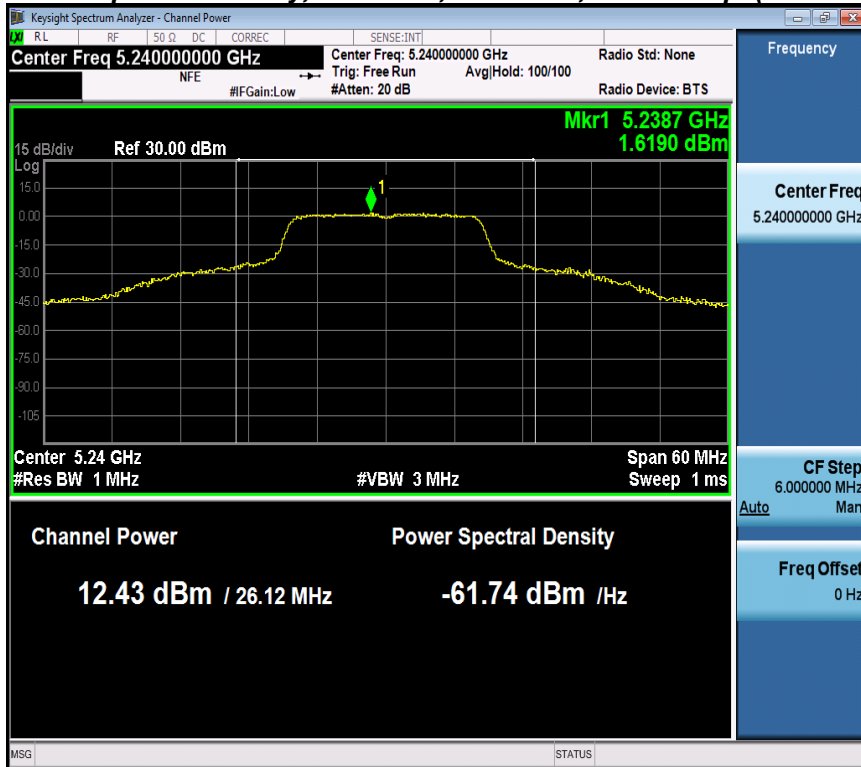 Keysight Spectrum Analyzer - Channel Power
RL RF 50 Ω DC CORREC SENSE:INT
Center Freq 5.240000000 GHz
NFE
#IFGain:Low
Center Freq: 5.240000000 GHz
Trig: Free Run Avg|Hold: 100/100
#Atten: 20 dB
Radio Std: None
Radio Device: BTS
Mkr1 5.2387 GHz
1.6190 dBm
15 dB/div Ref 30.00 dBm
Log
15.0
0.00
-15.0
-30.0
-45.0
-60.0
-75.0
-90.0
-105
1
Center 5.24 GHz Span 60 MHz
#Res BW 1 MHz #VBW 3 MHz Sweep 1 ms
Channel Power Power Spectral Density
12.43 dBm / 26.12 MHz -61.74 dBm /Hz
MSG STATUS
Frequency
Center Freq
5.240000000 GHz
CF Step
6.000000 MHz
Auto Man
Freq Offset
0 Hz